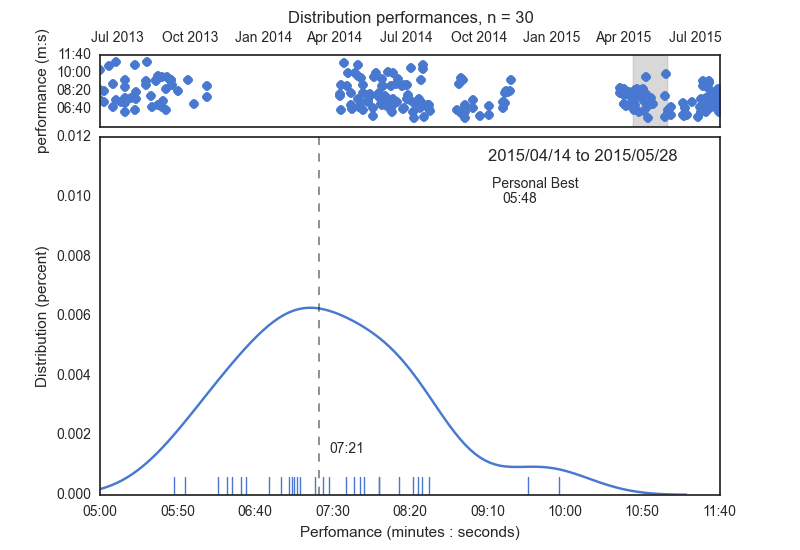 Distribution performances, n = 30
Jul 2013 Oct 2013 Jan 2014 Apr 2014 Jul 2014 Oct 2014 Jan 2015 Apr 2015 Jul 2015
performance (m:s)
11:40
10:00
08:20
06:40
Distribution (percent)
0.012
0.010
0.008
0.006
0.004
0.002
0.000
2015/04/14 to 2015/05/28
Personal Best
05:48
07:21
05:00 05:50 06:40 07:30 08:20 09:10 10:00 10:50 11:40
Perfomance (minutes : seconds)